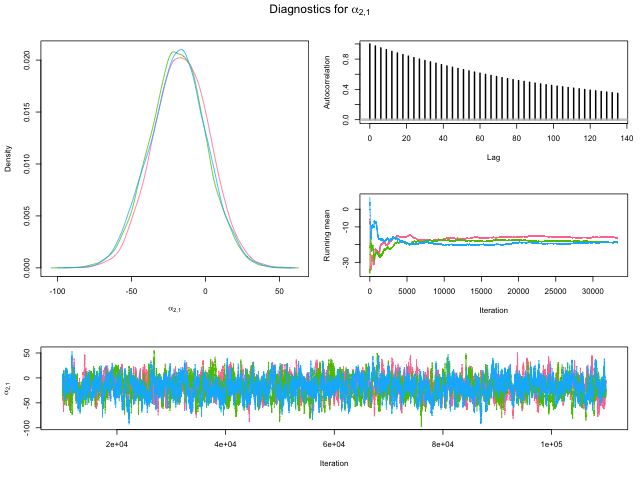 Diagnostics for α2,1
Density
0.000 0.005 0.010 0.015 0.020
-100 -50 0 50
α2,1
Autocorrelation
0.0 0.4 0.8
0 20 40 60 80 100 120 140
Lag
Running mean
-30 -10 0
0 5000 10000 15000 20000 25000 30000
Iteration
α2,1
-100 -50 0 50
2e+04 4e+04 6e+04 8e+04 1e+05
Iteration